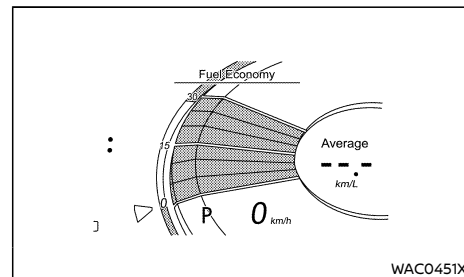 Fuel Economy
30
15
0
Average
---.-
km/L
P 0 km/h
WAC0451X